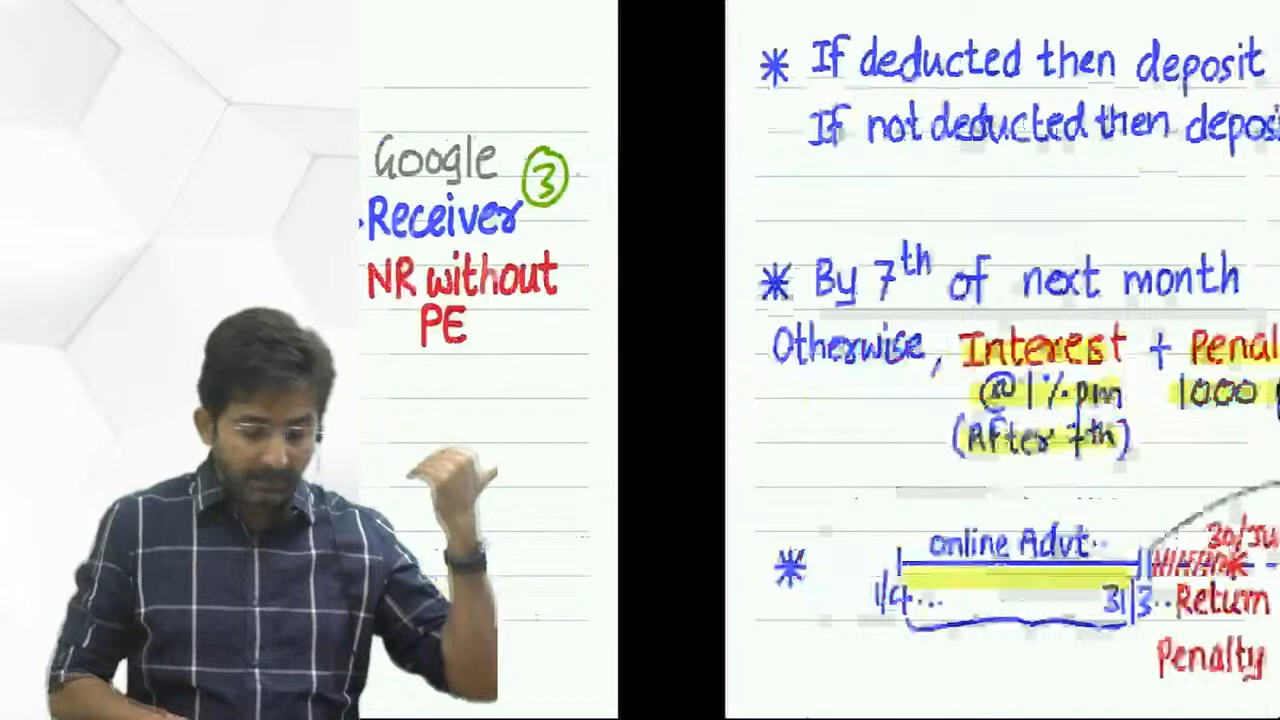 Google
3
Receiver
NR without
PE
* If deducted then deposit
If not deducted then depos
* By 7th of next month
Otherwise, Interest + Penal
@1%pm 1000
(After 7th)
* online Advt..
1/4... 31/3.. Return
Penalty